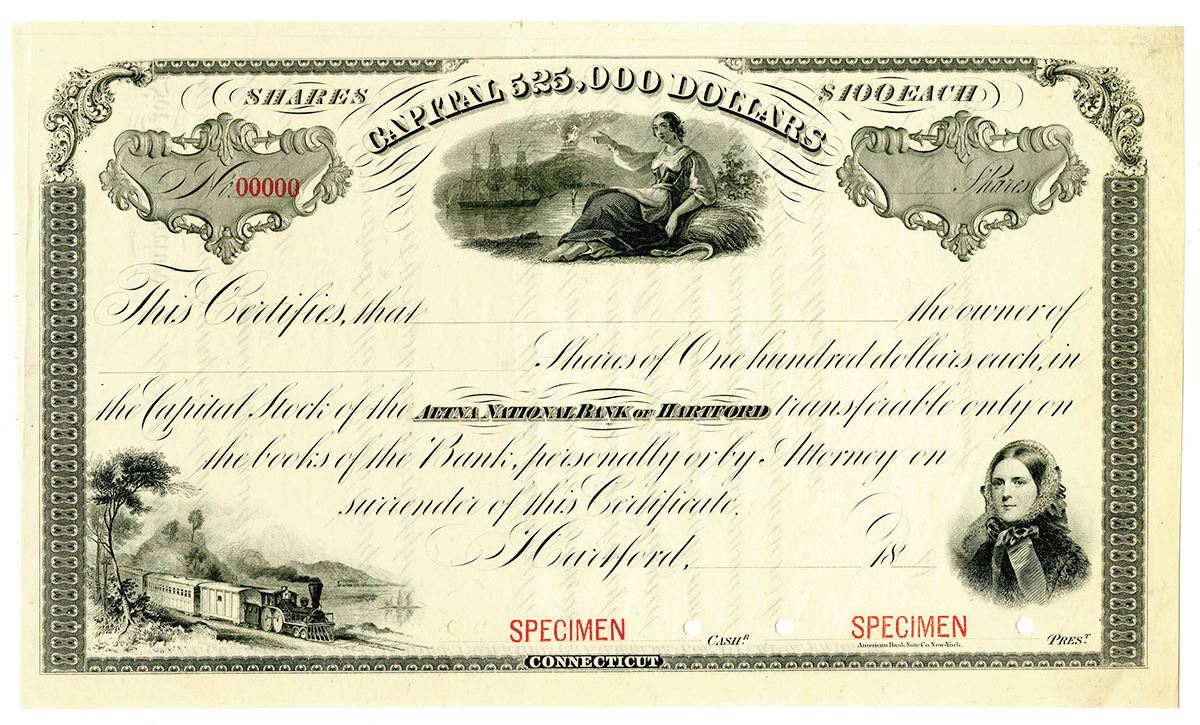 CAPITAL 525,000 DOLLARS
SHARES
$100 EACH
No. 00000
Shares
This Certifies, that the owner of
Shares of One hundred dollars each, in
the Capital Stock of the AETNA NATIONAL BANK OF HARTFORD transferable only on
the books of the Bank, personally or by Attorney on
surrender of this Certificate.
Hartford, 18
SPECIMEN CASHR. SPECIMEN PREST.
American Bank Note Co. New-York.
CONNECTICUT